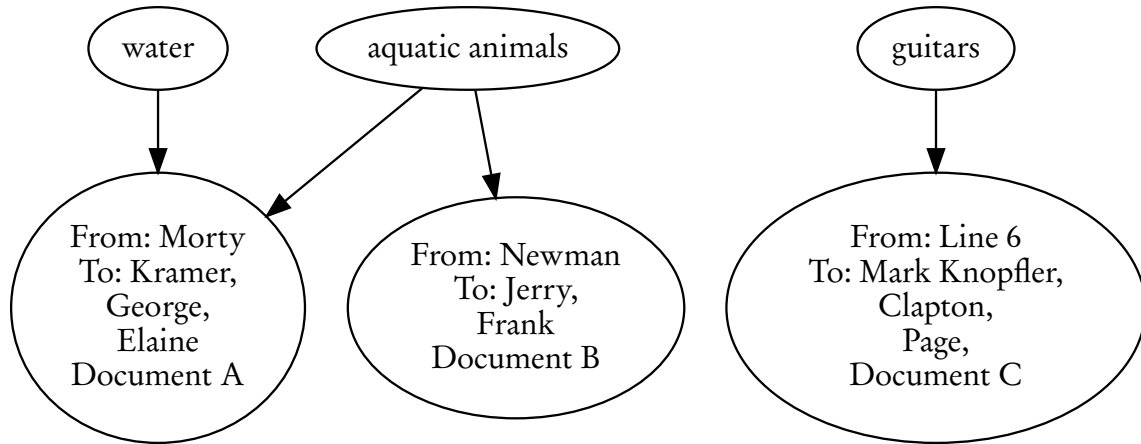 water
aquatic animals
guitars
From: Morty
To: Kramer,
George,
Elaine
Document A
From: Newman
To: Jerry,
Frank
Document B
From: Line 6
To: Mark Knopfler,
Clapton,
Page,
Document C